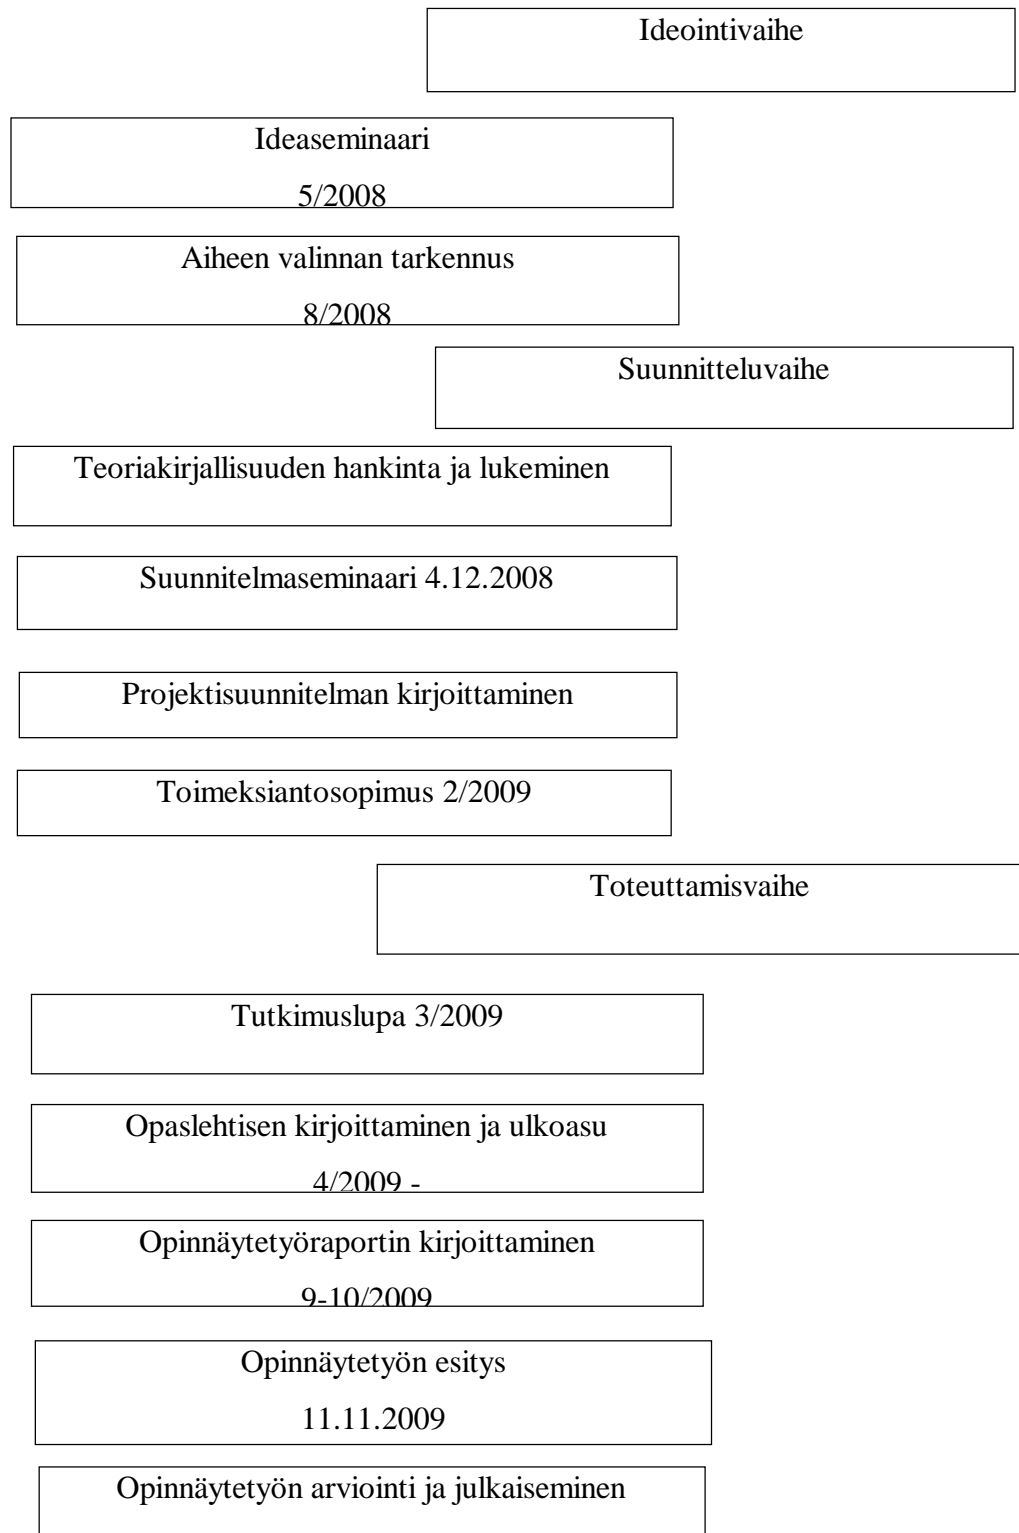 Ideointivaihe
Ideaseminaari
5/2008
Aiheen valinnan tarkennus
8/2008
Suunnitteluvaihe
Teoriakirjallisuuden hankinta ja lukeminen
Suunnitelmaseminaari 4.12.2008
Projektisuunnitelman kirjoittaminen
Toimeksiantosopimus 2/2009
Toteuttamisvaihe
Tutkimuslupa 3/2009
Opaslehtisen kirjoittaminen ja ulkoasu
4/2009 -
Opinnäytetyöraportin kirjoittaminen
9-10/2009
Opinnäytetyön esitys
11.11.2009
Opinnäytetyön arviointi ja julkaiseminen